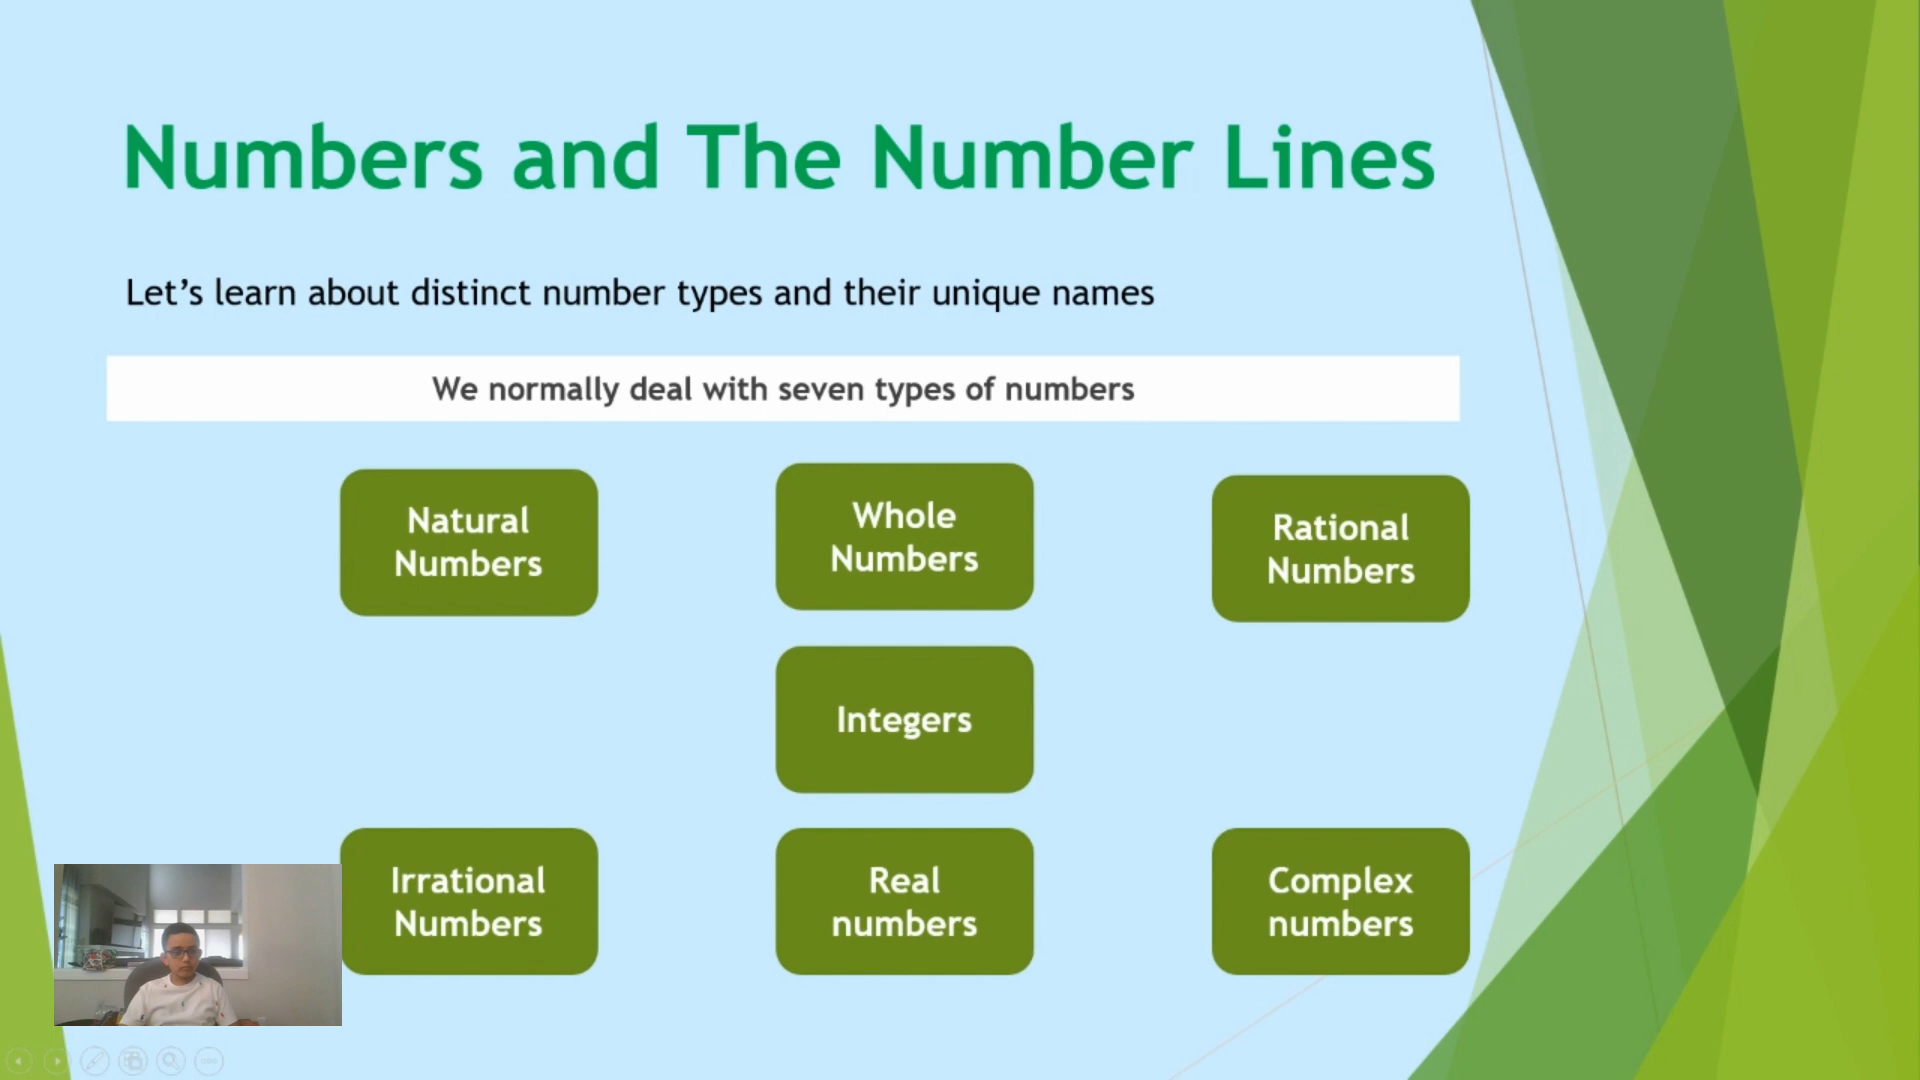 Numbers and The Number Lines
Let's learn about distinct number types and their unique names
We normally deal with seven types of numbers
Natural
Numbers
Whole
Numbers
Rational
Numbers
Integers
Irrational
Numbers
Real
numbers
Complex
numbers